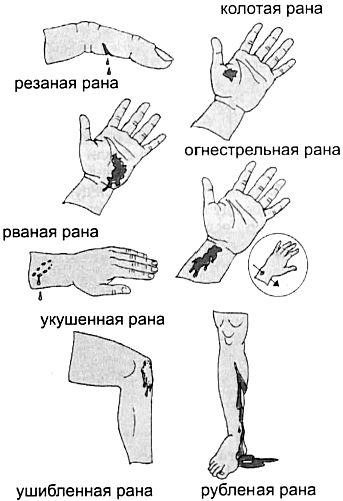 колотая рана
резаная рана
огнестрельная рана
рваная рана
укушенная рана
ушибленная рана
рубленая рана